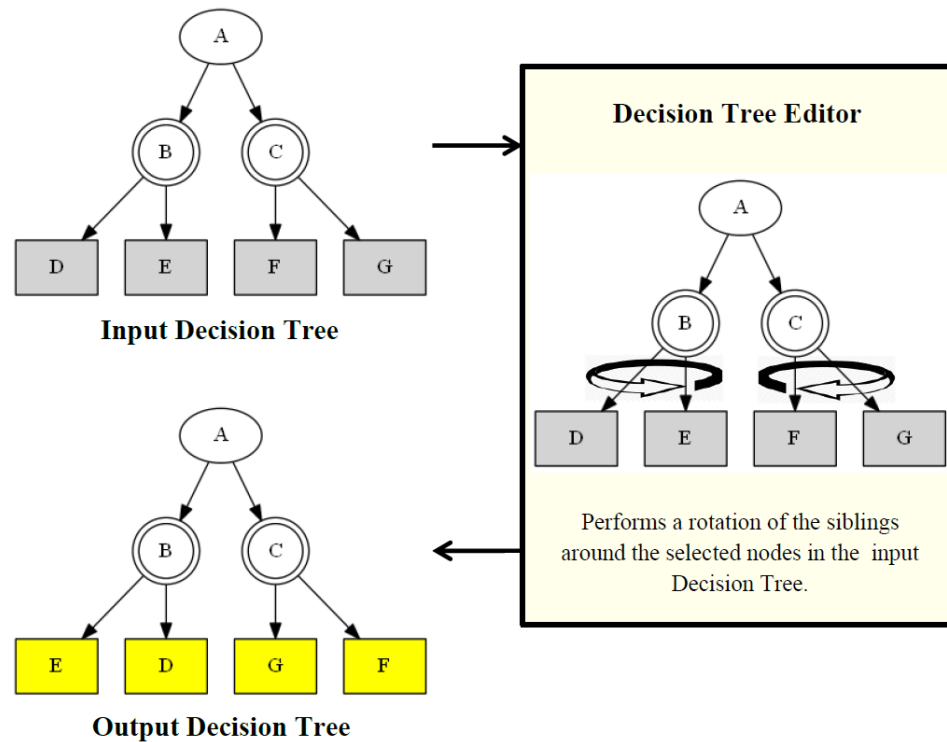 A
B C
D E F G
Input Decision Tree
Decision Tree Editor
A
B C
D E F G
Performs a rotation of the siblings
around the selected nodes in the input
Decision Tree.
A
B C
E D G F
Output Decision Tree